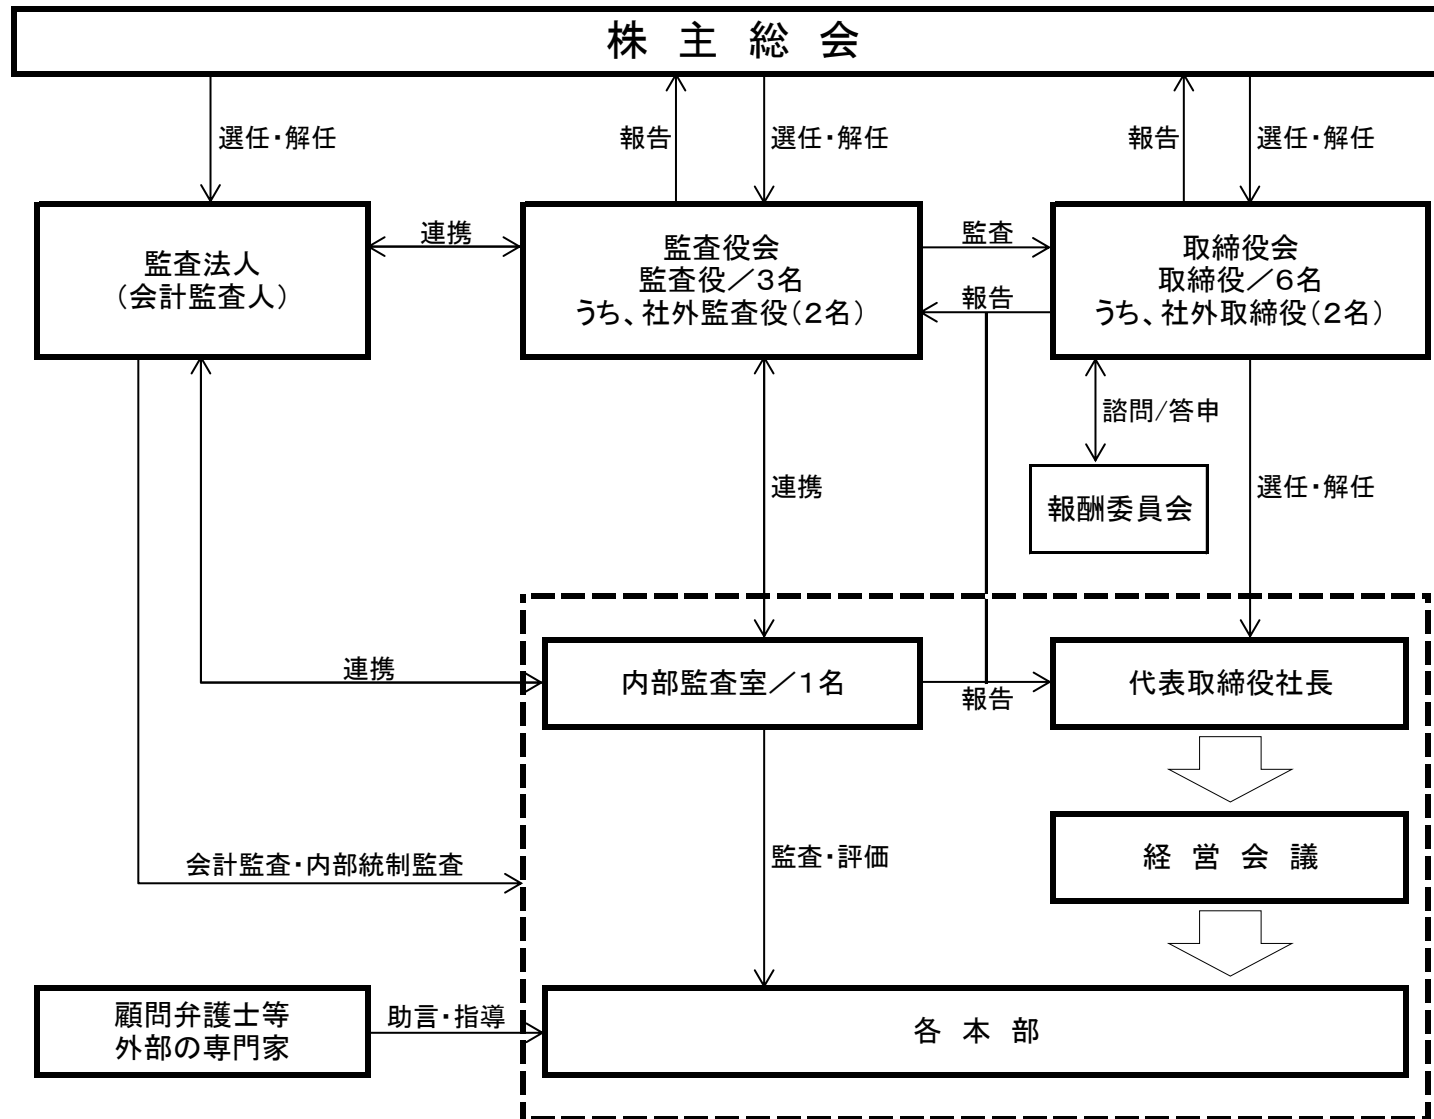 株 主 総 会
選任・解任
報告
選任・解任
報告
選任・解任
監査法人
(会計監査人)
連携
監査役会
監査役／3名
うち、社外監査役(2名)
監査
報告
取締役会
取締役／6名
うち、社外取締役(2名)
諮問/答申
連携
報酬委員会
選任・解任
連携
内部監査室／1名
報告
代表取締役社長
会計監査・内部統制監査
監査・評価
経 営 会 議
顧問弁護士等
外部の専門家
助言・指導
各 本 部